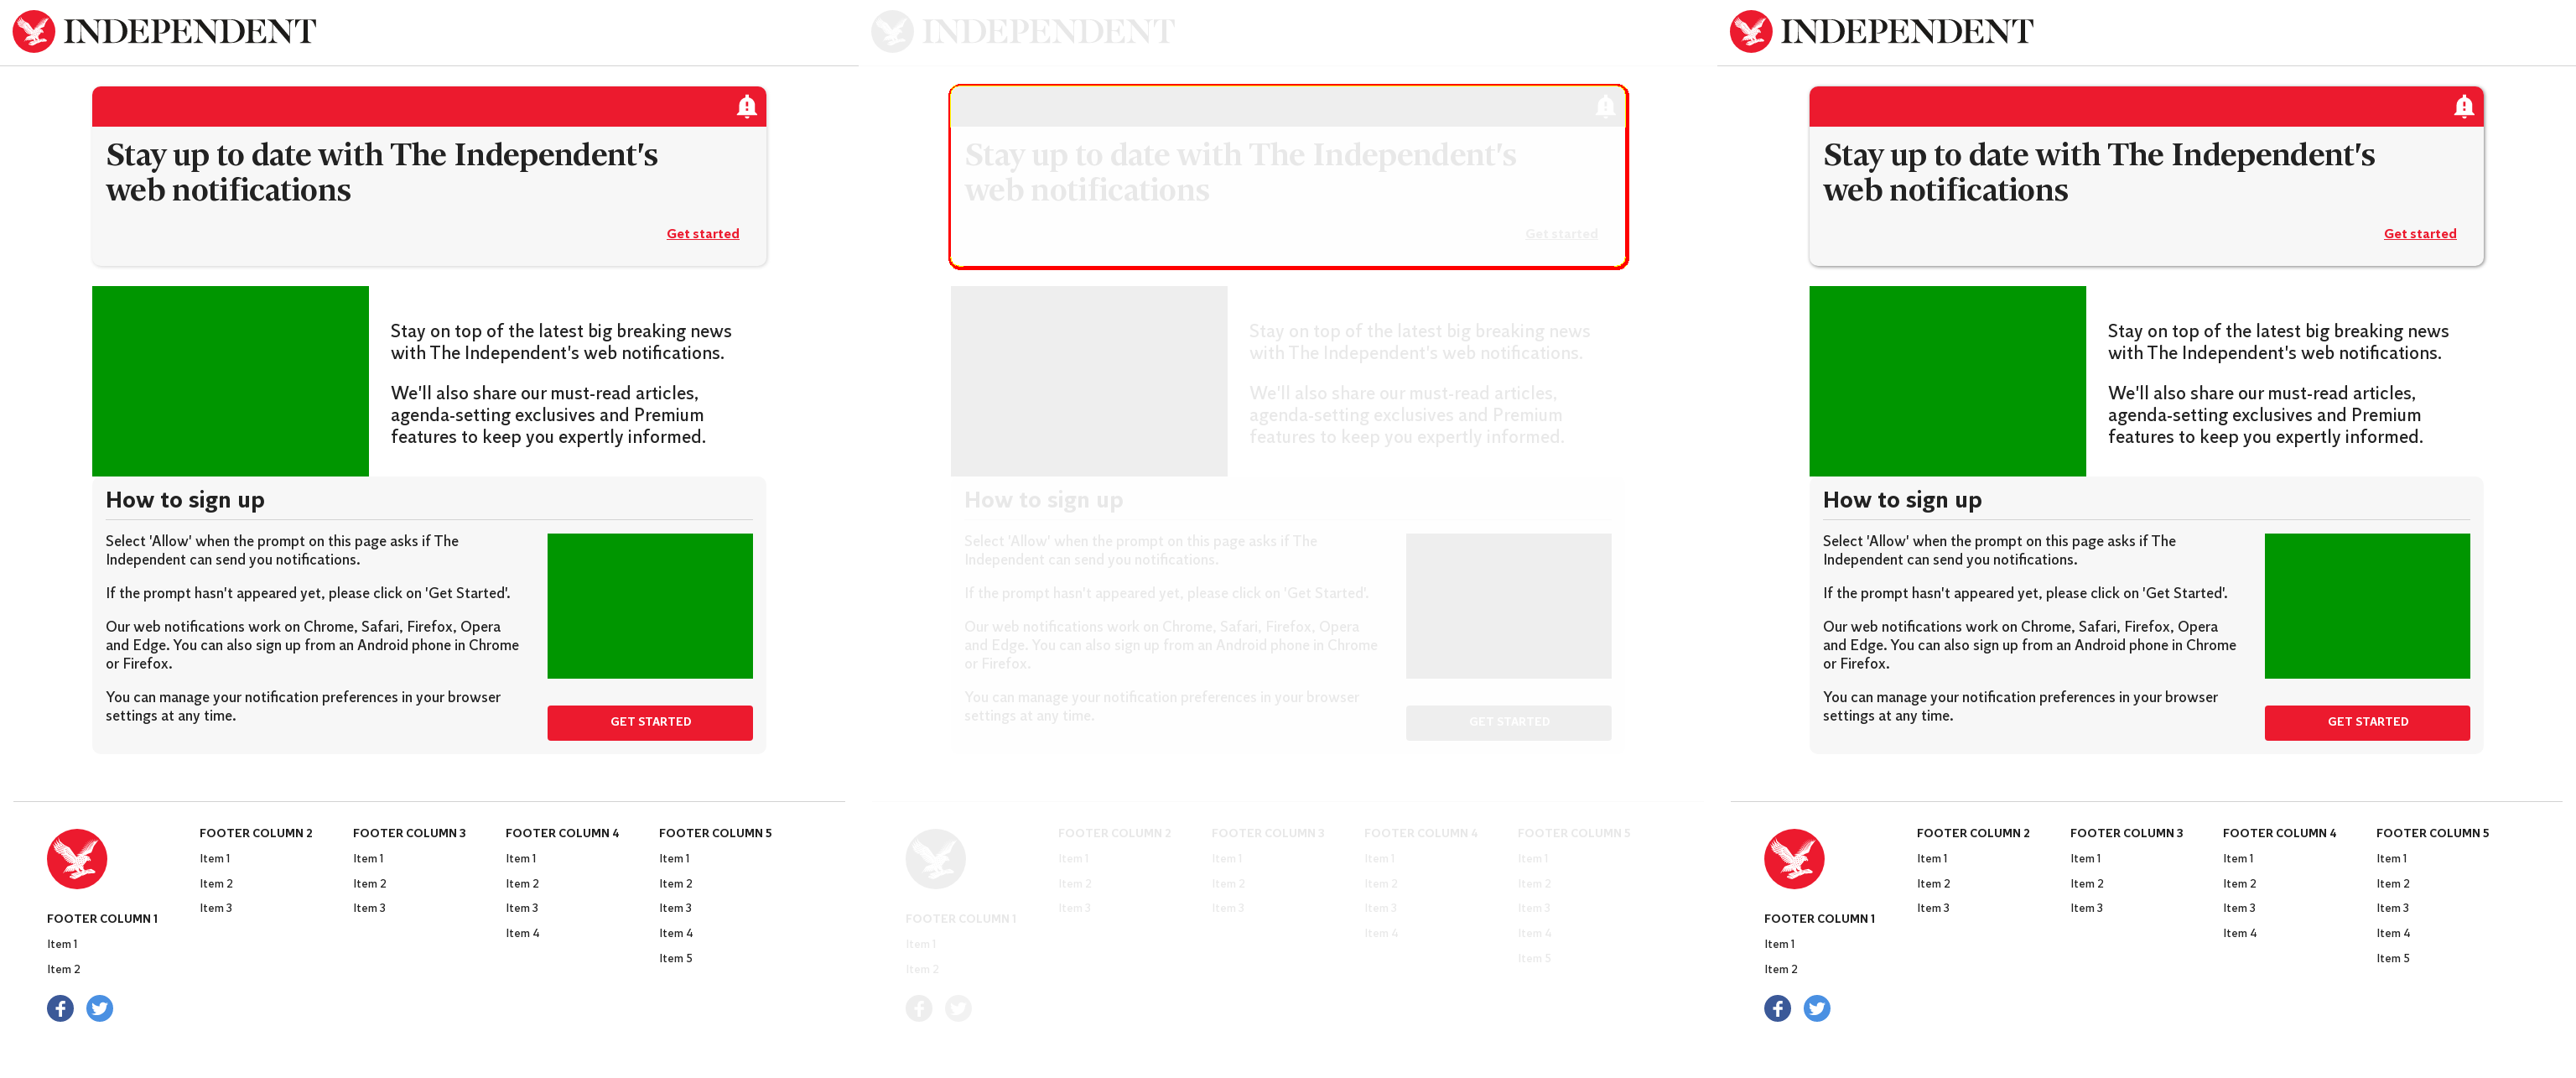 INDEPENDENT
Stay up to date with The Independent's
web notifications
Get started
Stay on top of the latest big breaking news
with The Independent's web notifications.
We'll also share our must-read articles,
agenda-setting exclusives and Premium
features to keep you expertly informed.
How to sign up
Select 'Allow' when the prompt on this page asks if The
Independent can send you notifications.
If the prompt hasn't appeared yet, please click on 'Get Started'.
Our web notifications work on Chrome, Safari, Firefox, Opera
and Edge. You can also sign up from an Android phone in Chrome
or Firefox.
You can manage your notification preferences in your browser
settings at any time.
GET STARTED
FOOTER COLUMN 1
Item 1
Item 2
FOOTER COLUMN 2
Item 1
Item 2
Item 3
FOOTER COLUMN 3
Item 1
Item 2
Item 3
FOOTER COLUMN 4
Item 1
Item 2
Item 3
Item 4
FOOTER COLUMN 5
Item 1
Item 2
Item 3
Item 4
Item 5
INDEPENDENT
Stay up to date with The Independent's
web notifications
Get started
Stay on top of the latest big breaking news
with The Independent's web notifications.
We'll also share our must-read articles,
agenda-setting exclusives and Premium
features to keep you expertly informed.
How to sign up
Select 'Allow' when the prompt on this page asks if The
Independent can send you notifications.
If the prompt hasn't appeared yet, please click on 'Get Started'.
Our web notifications work on Chrome, Safari, Firefox, Opera
and Edge. You can also sign up from an Android phone in Chrome
or Firefox.
You can manage your notification preferences in your browser
settings at any time.
GET STARTED
FOOTER COLUMN 1
Item 1
Item 2
FOOTER COLUMN 2
Item 1
Item 2
Item 3
FOOTER COLUMN 3
Item 1
Item 2
Item 3
FOOTER COLUMN 4
Item 1
Item 2
Item 3
Item 4
FOOTER COLUMN 5
Item 1
Item 2
Item 3
Item 4
Item 5
INDEPENDENT
Stay up to date with The Independent's
web notifications
Get started
Stay on top of the latest big breaking news
with The Independent's web notifications.
We'll also share our must-read articles,
agenda-setting exclusives and Premium
features to keep you expertly informed.
How to sign up
Select 'Allow' when the prompt on this page asks if The
Independent can send you notifications.
If the prompt hasn't appeared yet, please click on 'Get Started'.
Our web notifications work on Chrome, Safari, Firefox, Opera
and Edge. You can also sign up from an Android phone in Chrome
or Firefox.
You can manage your notification preferences in your browser
settings at any time.
GET STARTED
FOOTER COLUMN 1
Item 1
Item 2
FOOTER COLUMN 2
Item 1
Item 2
Item 3
FOOTER COLUMN 3
Item 1
Item 2
Item 3
FOOTER COLUMN 4
Item 1
Item 2
Item 3
Item 4
FOOTER COLUMN 5
Item 1
Item 2
Item 3
Item 4
Item 5